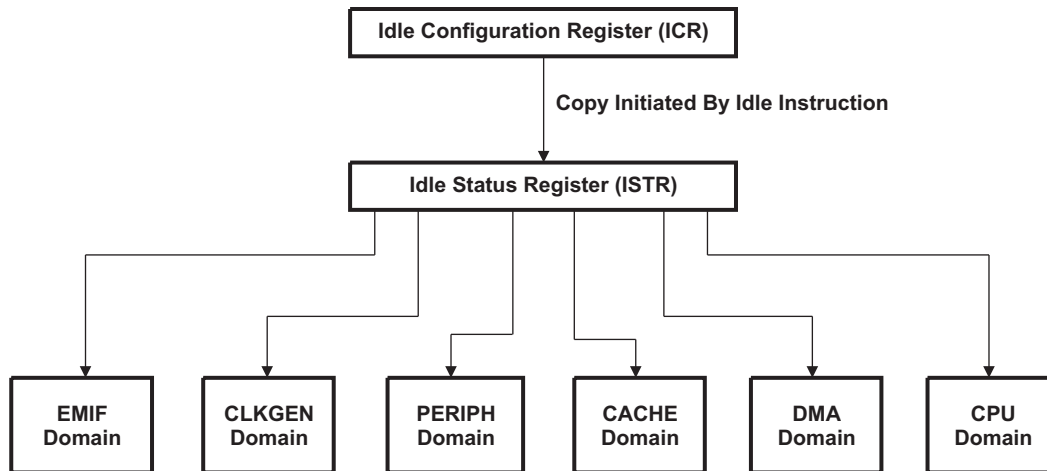 Idle Configuration Register (ICR)
Copy Initiated By Idle Instruction
Idle Status Register (ISTR)
EMIF
Domain
CLKGEN
Domain
PERIPH
Domain
CACHE
Domain
DMA
Domain
CPU
Domain